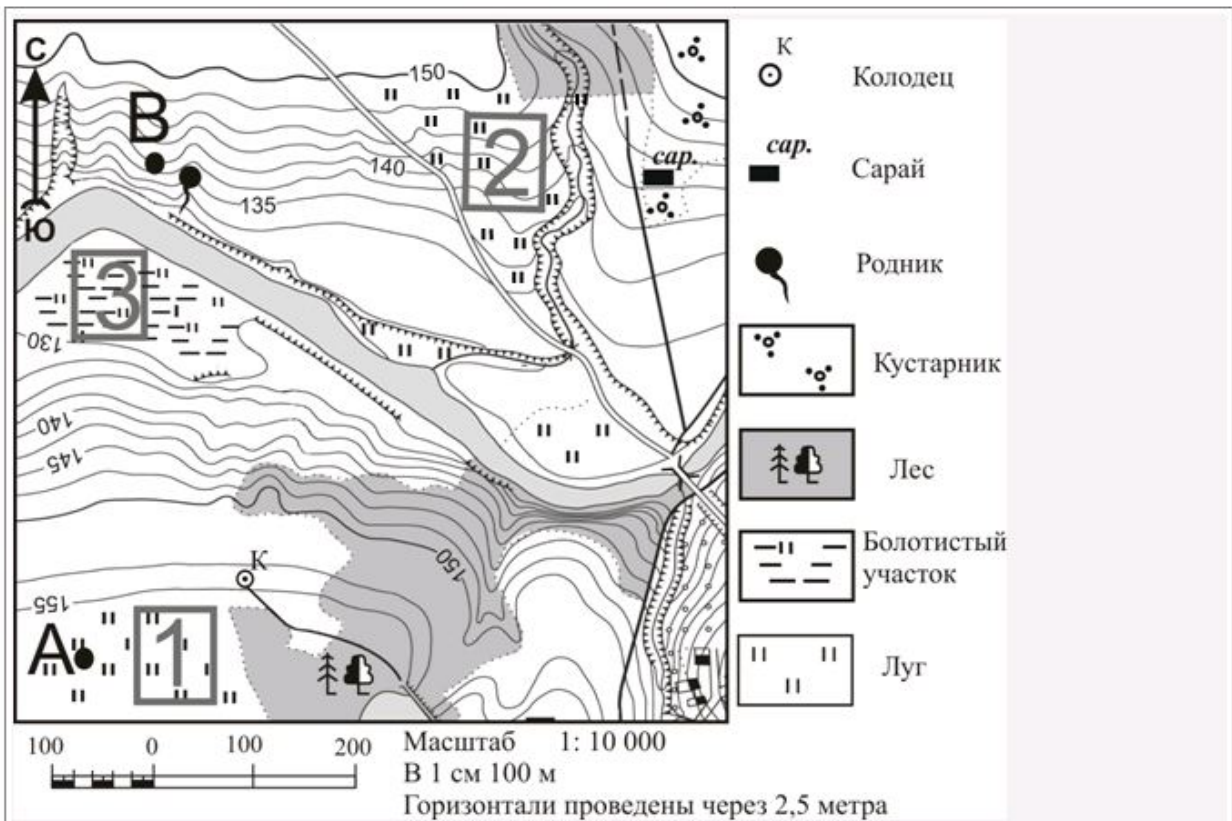 С
Ю
В
А
150
140
135
130
140
145
150
155
К
сар.
1
2
3
К
Колодец
сар.
Сарай
Родник
Кустарник
Лес
Болотистый
участок
Луг
100 0 100 200
Масштаб 1: 10 000
В 1 см 100 м
Горизонтали проведены через 2,5 метра